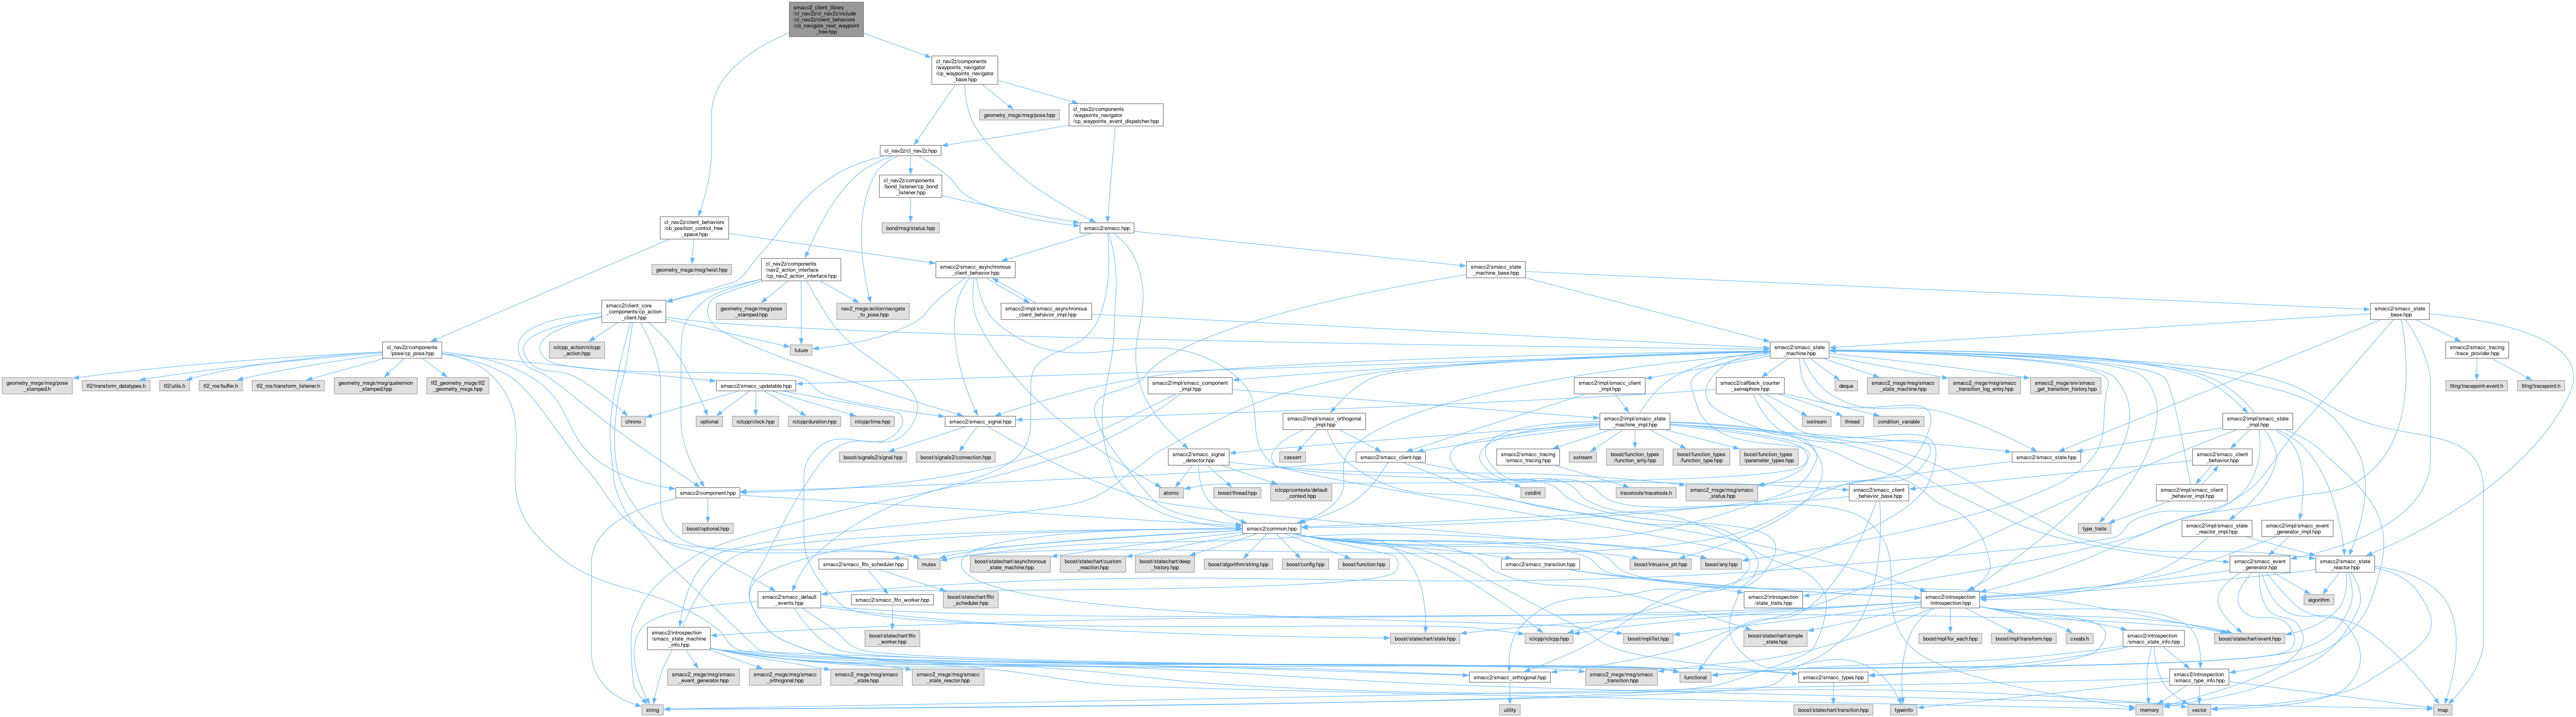 smacc2_client_library
/cl_nav2z/cl_nav2z/include
/cl_nav2z/client_behaviors
/cb_navigate_next_waypoint
_free.hpp
cl_nav2z/components
/waypoints_navigator
/cp_waypoints_navigator
_base.hpp
geometry_msgs/msg/pose.hpp
cl_nav2z/components
/waypoints_navigator
/cp_waypoints_event_dispatcher.hpp
cl_nav2z/cl_nav2z.hpp
cl_nav2z/components
/bond_listener/cp_bond
_listener.hpp
bond/msg/status.hpp
cl_nav2z/client_behaviors
/cb_position_control_free
_space.hpp
smacc2/smacc.hpp
geometry_msgs/msg/twist.hpp
cl_nav2z/components
/nav2_action_interface
/cp_nav2_action_interface.hpp
smacc2/smacc_asynchronous
_client_behavior.hpp
smacc2/smacc_state
_machine_base.hpp
smacc2/client_core
_components/cp_action
_client.hpp
geometry_msgs/msg/pose
_stamped.hpp
nav2_msgs/action/navigate
_to_pose.hpp
smacc2/impl/smacc_asynchronous
_client_behavior_impl.hpp
smacc2/smacc_state
_base.hpp
cl_nav2z/components
/pose/cp_pose.hpp
rclcpp_action/rclcpp
_action.hpp
future
smacc2/smacc_state
_machine.hpp
smacc2/smacc_tracing
/trace_provider.hpp
geometry_msgs/msg/pose
_stamped.h
tf2/transform_datatypes.h
tf2/utils.h
tf2_ros/buffer.h
tf2_ros/transform_listener.h
geometry_msgs/msg/quaternion
_stamped.hpp
tf2_geometry_msgs/tf2
_geometry_msgs.hpp
smacc2/smacc_updatable.hpp
smacc2/impl/smacc_component
_impl.hpp
smacc2/impl/smacc_client
_impl.hpp
smacc2/callback_counter
_semaphore.hpp
deque
smacc2_msgs/msg/smacc
_state_machine.hpp
smacc2_msgs/msg/smacc
_transition_log_entry.hpp
smacc2_msgs/srv/smacc
_get_transition_history.hpp
lttng/tracepoint-event.h
lttng/tracepoint.h
chrono
optional
rclcpp/clock.hpp
rclcpp/duration.hpp
rclcpp/time.hpp
smacc2/smacc_signal.hpp
smacc2/impl/smacc_orthogonal
_impl.hpp
smacc2/impl/smacc_state
_machine_impl.hpp
iostream
thread
condition_variable
smacc2/impl/smacc_state
_impl.hpp
boost/signals2/signal.hpp
boost/signals2/connection.hpp
smacc2/smacc_signal
_detector.hpp
cassert
smacc2/smacc_client.hpp
smacc2/smacc_tracing
/smacc_tracing.hpp
sstream
boost/function_types
/function_arity.hpp
boost/function_types
/function_type.hpp
boost/function_types
/parameter_types.hpp
smacc2/smacc_state.hpp
smacc2/smacc_client
_behavior.hpp
smacc2/component.hpp
atomic
boost/thread.hpp
rclcpp/contexts/default
_context.hpp
cstdint
tracetools/tracetools.h
smacc2_msgs/msg/smacc
_status.hpp
smacc2/smacc_client
_behavior_base.hpp
smacc2/impl/smacc_client
_behavior_impl.hpp
boost/optional.hpp
smacc2/common.hpp
type_traits
smacc2/impl/smacc_state
_reactor_impl.hpp
smacc2/impl/smacc_event
_generator_impl.hpp
mutex
smacc2/smacc_fifo_scheduler.hpp
boost/statechart/asynchronous
_state_machine.hpp
boost/statechart/custom
_reaction.hpp
boost/statechart/deep
_history.hpp
boost/algorithm/string.hpp
boost/config.hpp
boost/function.hpp
smacc2/smacc_transition.hpp
boost/intrusive_ptr.hpp
boost/any.hpp
smacc2/smacc_event
_generator.hpp
smacc2/smacc_state
_reactor.hpp
smacc2/smacc_default
_events.hpp
smacc2/smacc_fifo_worker.hpp
boost/statechart/fifo
_scheduler.hpp
smacc2/introspection
/state_traits.hpp
smacc2/introspection
/introspection.hpp
algorithm
smacc2/introspection
/smacc_state_machine
_info.hpp
boost/statechart/fifo
_worker.hpp
boost/statechart/state.hpp
rclcpp/rclcpp.hpp
boost/mpl/list.hpp
boost/statechart/simple
_state.hpp
boost/mpl/for_each.hpp
boost/mpl/transform.hpp
cxxabi.h
smacc2/introspection
/smacc_state_info.hpp
boost/statechart/event.hpp
smacc2_msgs/msg/smacc
_event_generator.hpp
smacc2_msgs/msg/smacc
_orthogonal.hpp
smacc2_msgs/msg/smacc
_state.hpp
smacc2_msgs/msg/smacc
_state_reactor.hpp
functional
smacc2/smacc_orthogonal.hpp
smacc2_msgs/msg/smacc
_transition.hpp
smacc2/smacc_types.hpp
smacc2/introspection
/smacc_type_info.hpp
string
utility
boost/statechart/transition.hpp
typeinfo
memory
vector
map